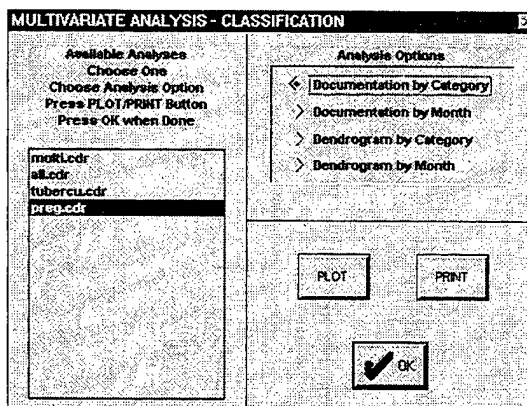 MULTIVARIATE ANALYSIS - CLASSIFICATION
Available Analyses
Choose One
Choose Analysis Option
Press PLOT/PRINT Button
Press OK when Done
multi.cdr
all.cdr
tubercu.cdr
preg.cdr
Analysis Options
Documentation by Category
Documentation by Month
Dendrogram by Category
Dendrogram by Month
PLOT
PRINT
OK